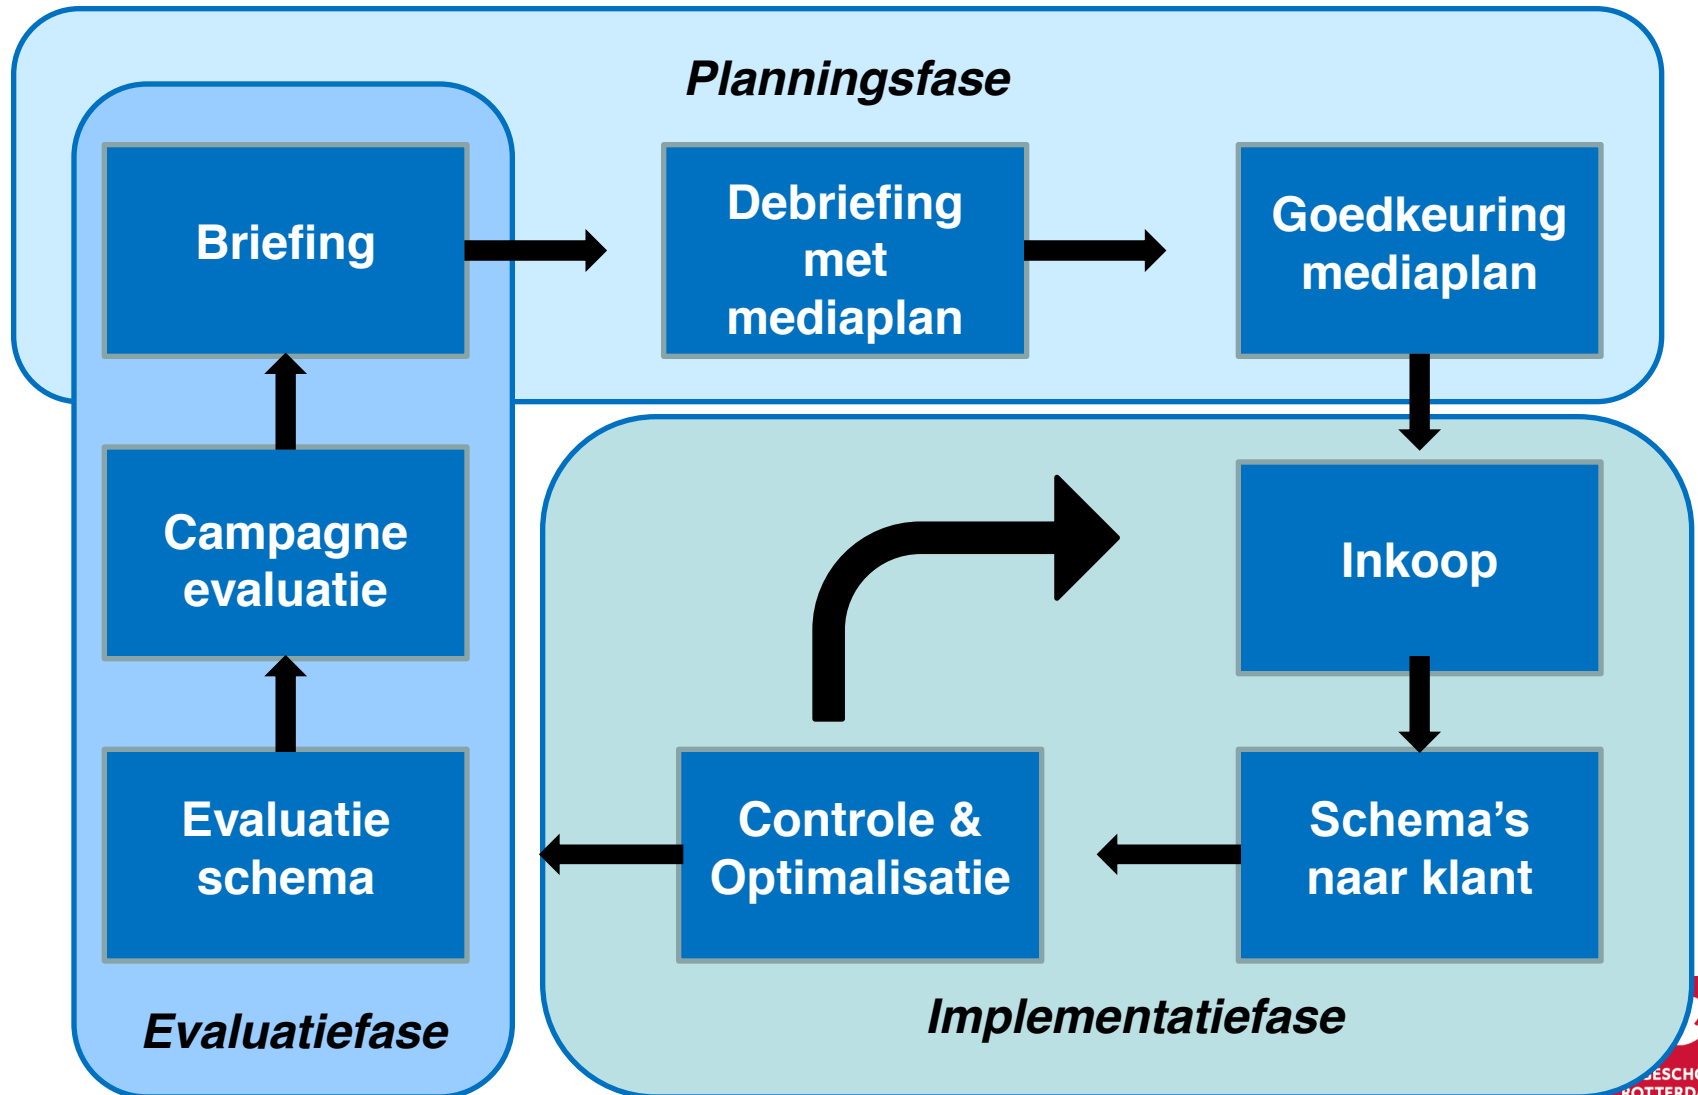 Planningsfase
Briefing
Debriefing
met
mediaplan
Goedkeuring
mediaplan
Campagne
evaluatie
Inkoop
Evaluatie
schema
Controle &
Optimalisatie
Schema’s
naar klant
Evaluatiefase
Implementatiefase